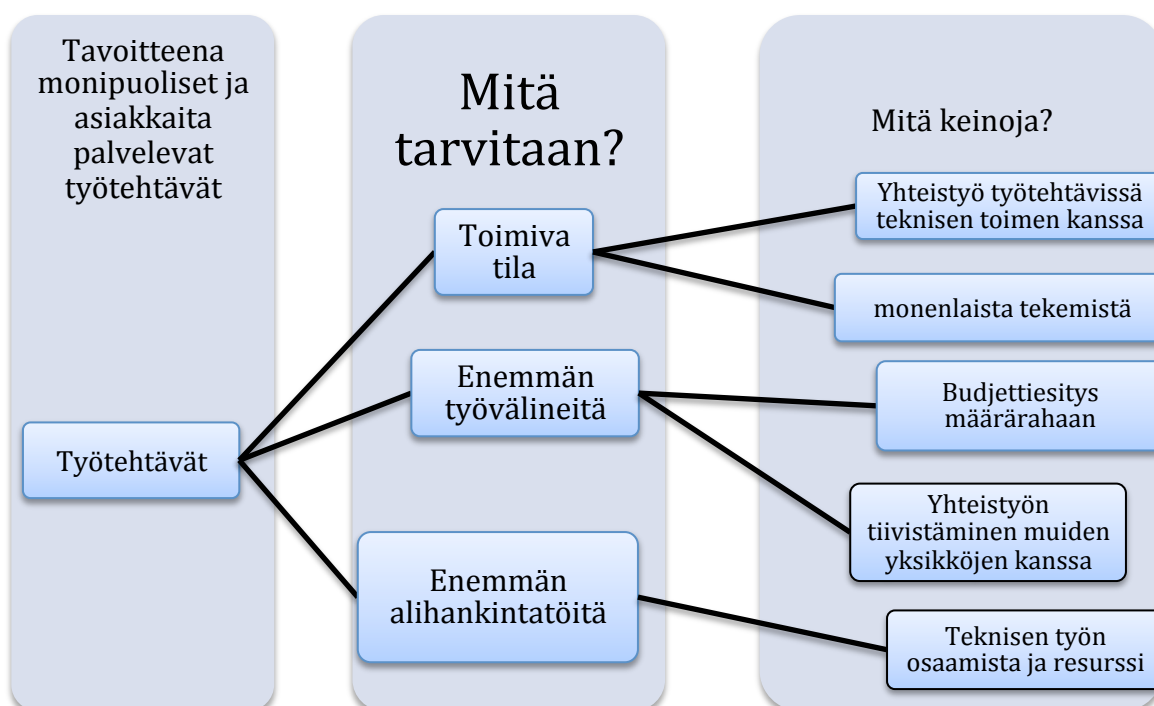 Tavoitteena
monipuoliset ja
asiakkaita
palvelevat
työtehtävät
Työtehtävät
Mitä
tarvitaan?
Toimiva
tila
Enemmän
työvälineitä
Enemmän
alihankintatöitä
Mitä keinoja?
Yhteistyö työtehtävissä
teknisen toimen kanssa
monenlaista tekemistä
Budjettiesitys
määrärahaan
Yhteistyön
tiivistäminen muiden
yksikköjen kanssa
Teknisen työn
osaamista ja resurssi